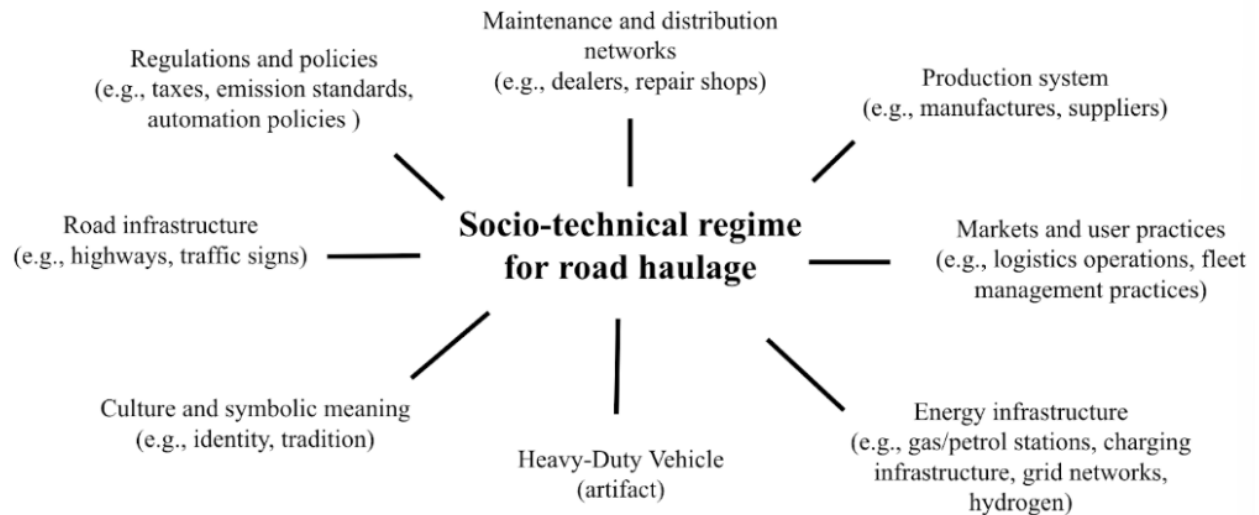 Maintenance and distribution
networks
(e.g., dealers, repair shops)
Regulations and policies
(e.g., taxes, emission standards,
automation policies )
Production system
(e.g., manufactures, suppliers)
Road infrastructure
(e.g., highways, traffic signs)
Socio-technical regime
for road haulage
Markets and user practices
(e.g., logistics operations, fleet
management practices)
Culture and symbolic meaning
(e.g., identity, tradition)
Heavy-Duty Vehicle
(artifact)
Energy infrastructure
(e.g., gas/petrol stations, charging
infrastructure, grid networks,
hydrogen)